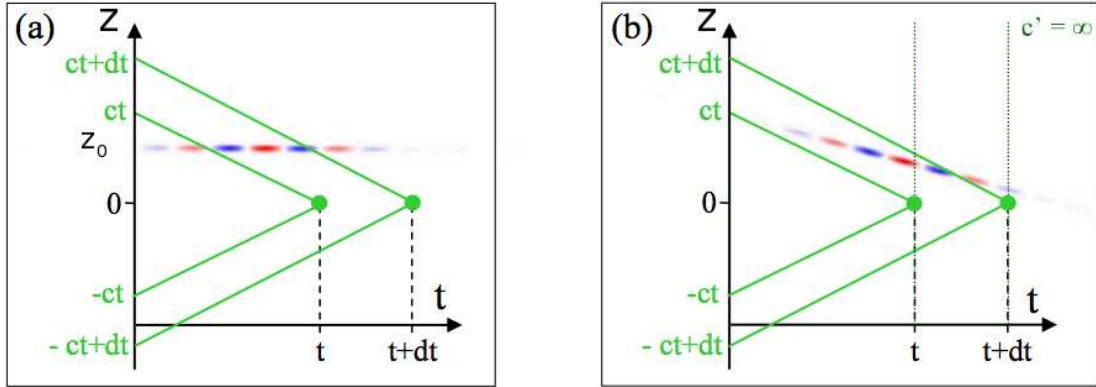 (a)
z
ct+dt
ct
z₀
0
-ct
- ct+dt
t
t
t+dt
(b)
z
c' = ∞
ct+dt
ct
0
-ct
- ct+dt
t
t
t+dt